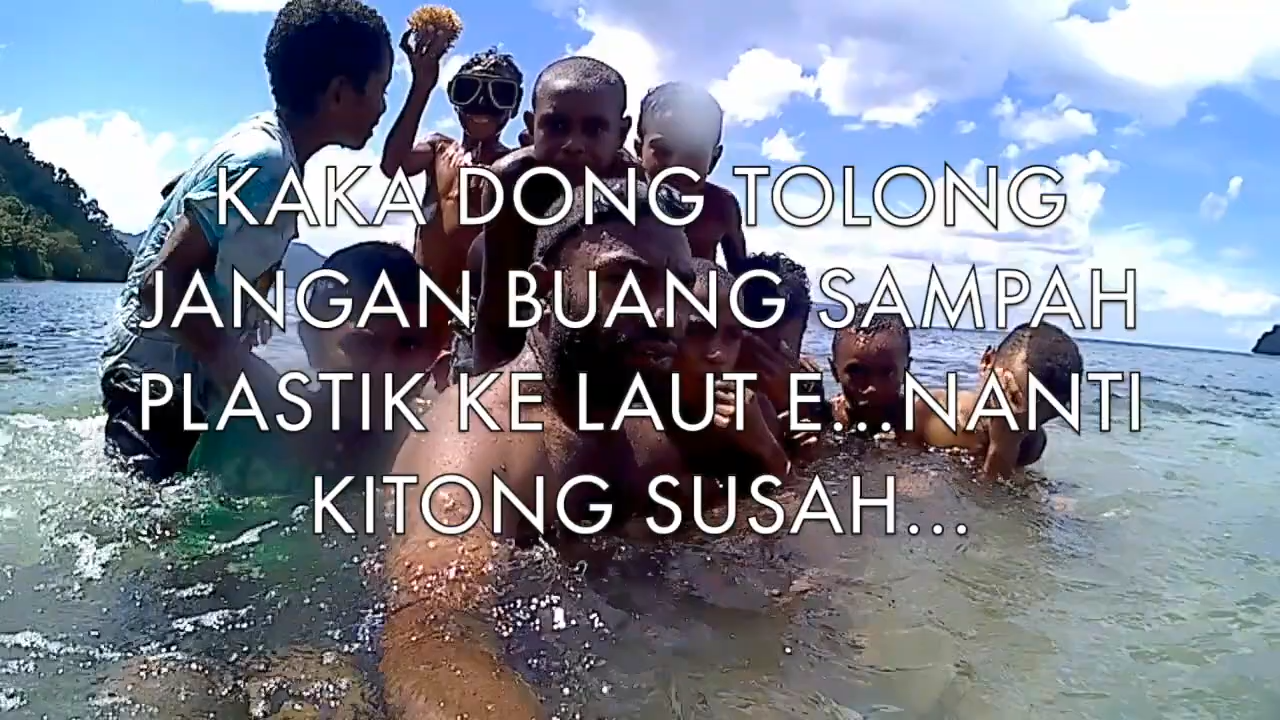 KAKA DONG TOLONG
JANGAN BUANG SAMPAH
PLASTIK KE LAUT E...NANTI
KITONG SUSAH...